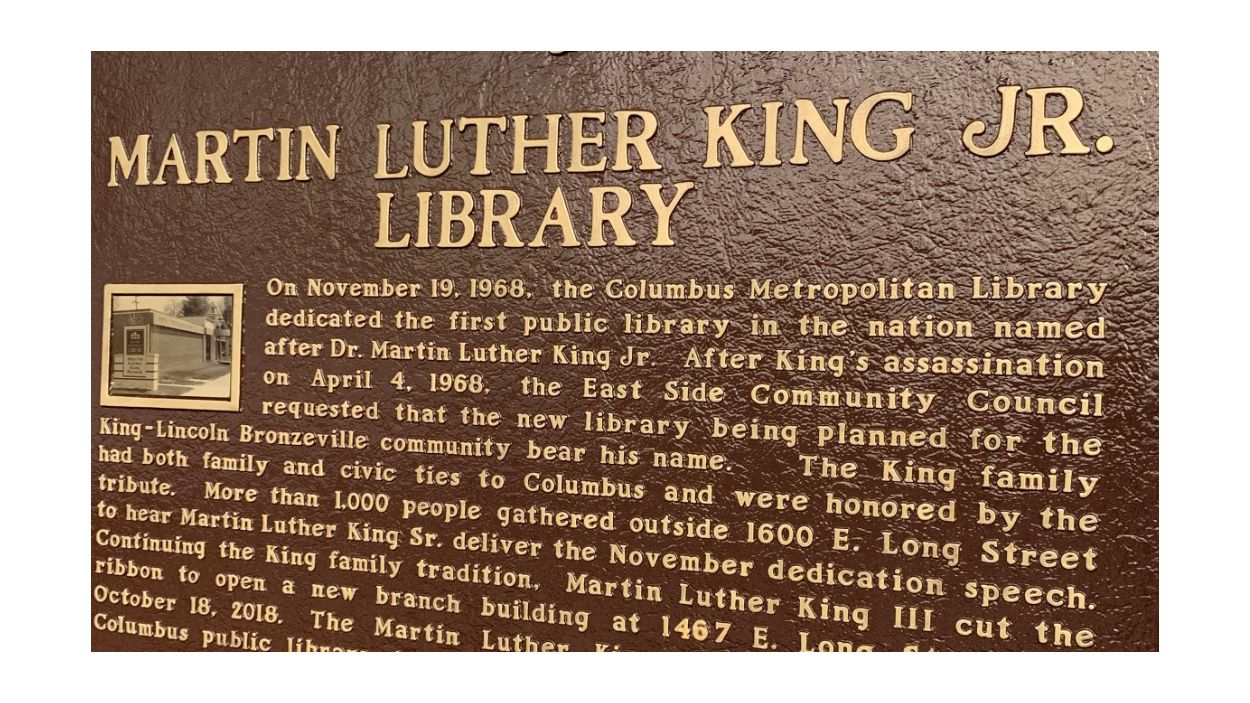 MARTIN LUTHER KING JR.
LIBRARY
On November 19, 1968, the Columbus Metropolitan Library
dedicated the first public library in the nation named
after Dr. Martin Luther King Jr. After King's assassination
on April 4, 1968, the East Side Community Council
requested that the new library being planned for the
King-Lincoln Bronzeville community bear his name. The King family
had both family and civic ties to Columbus and were honored by the
tribute. More than 1,000 people gathered outside 1600 E. Long Street
to hear Martin Luther King Sr. deliver the November dedication speech.
Continuing the King family tradition, Martin Luther King III cut the
ribbon to open a new branch building at 1467 E. Long
October 18, 2018. The Martin Luther
Columbus public
Martin
Luther
King
Branch